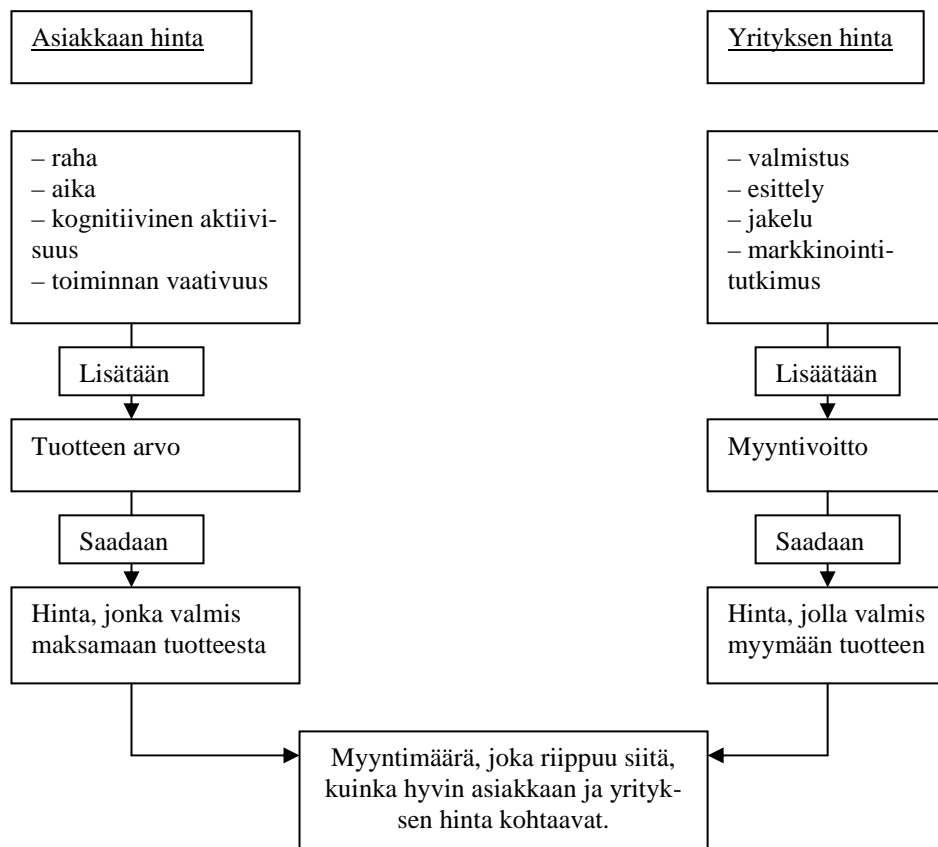 Asiakkaan hinta
Yrityksen hinta
– raha
– aika
– kognitiivinen aktiivi-
suus
– toiminnan vaativuus
– valmistus
– esittely
– jakelu
– markkinointi-
tutkimus
Lisätään
Lisäätään
Tuotteen arvo
Myyntivoitto
Saadaan
Saadaan
Hinta, jonka valmis
maksamaan tuotteesta
Hinta, jolla valmis
myymään tuotteen
Myyntimäärä, joka riippuu siitä,
kuinka hyvin asiakkaan ja yrityk-
sen hinta kohtaavat.